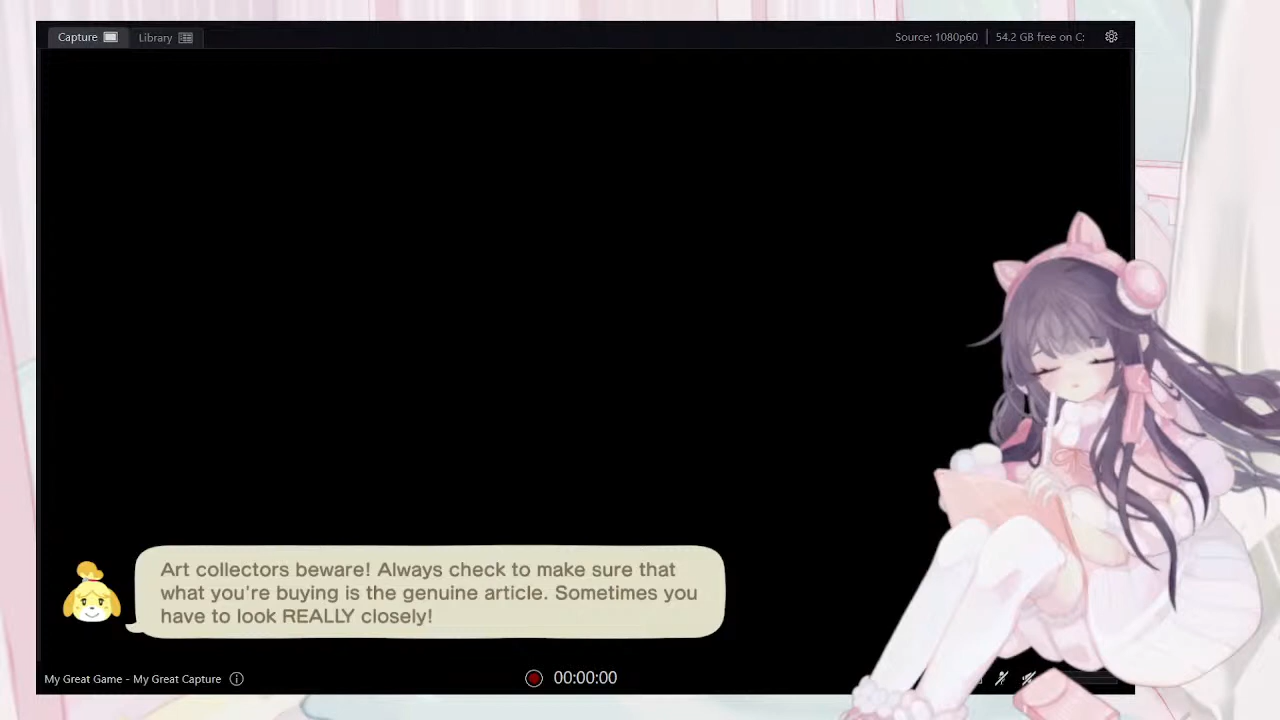 Capture
Library
Source: 1080p60
54.2 GB free on C:
Art collectors beware! Always check to make sure that
what you're buying is the genuine article. Sometimes you
have to look REALLY closely!
My Great Game - My Great Capture
00:00:00